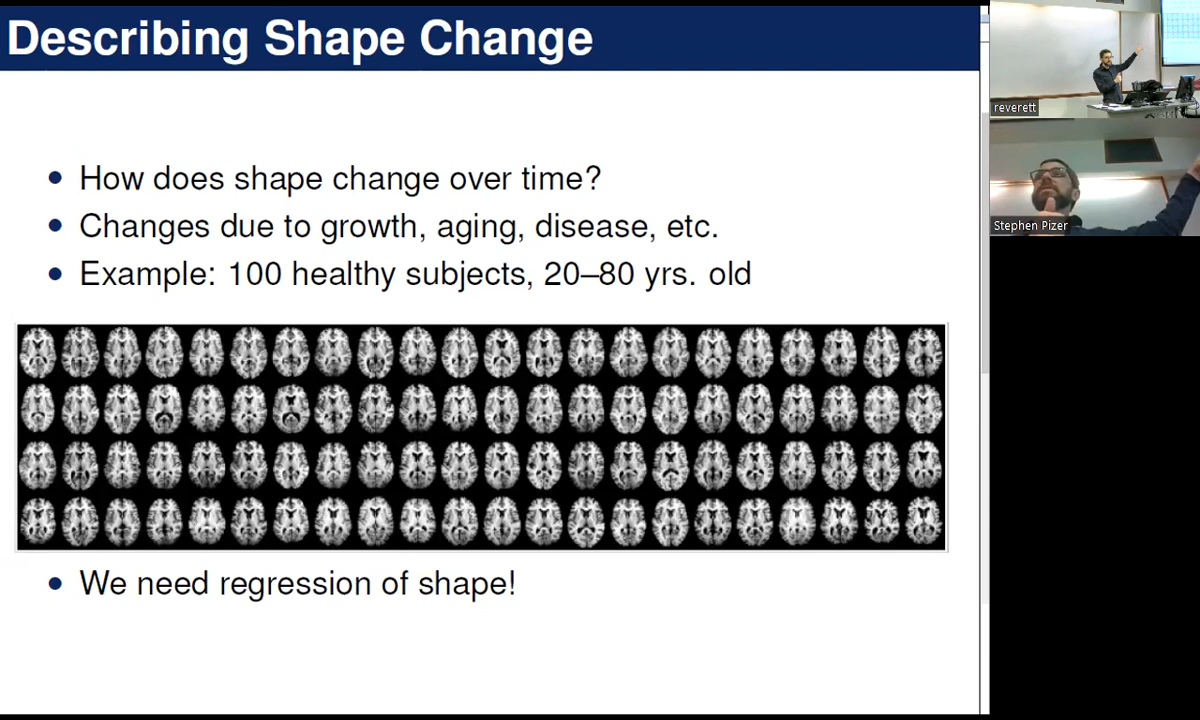 Describing Shape Change
How does shape change over time?
Changes due to growth, aging, disease, etc.
Example: 100 healthy subjects, 20–80 yrs. old
We need regression of shape!
reverett
Stephen Pizer